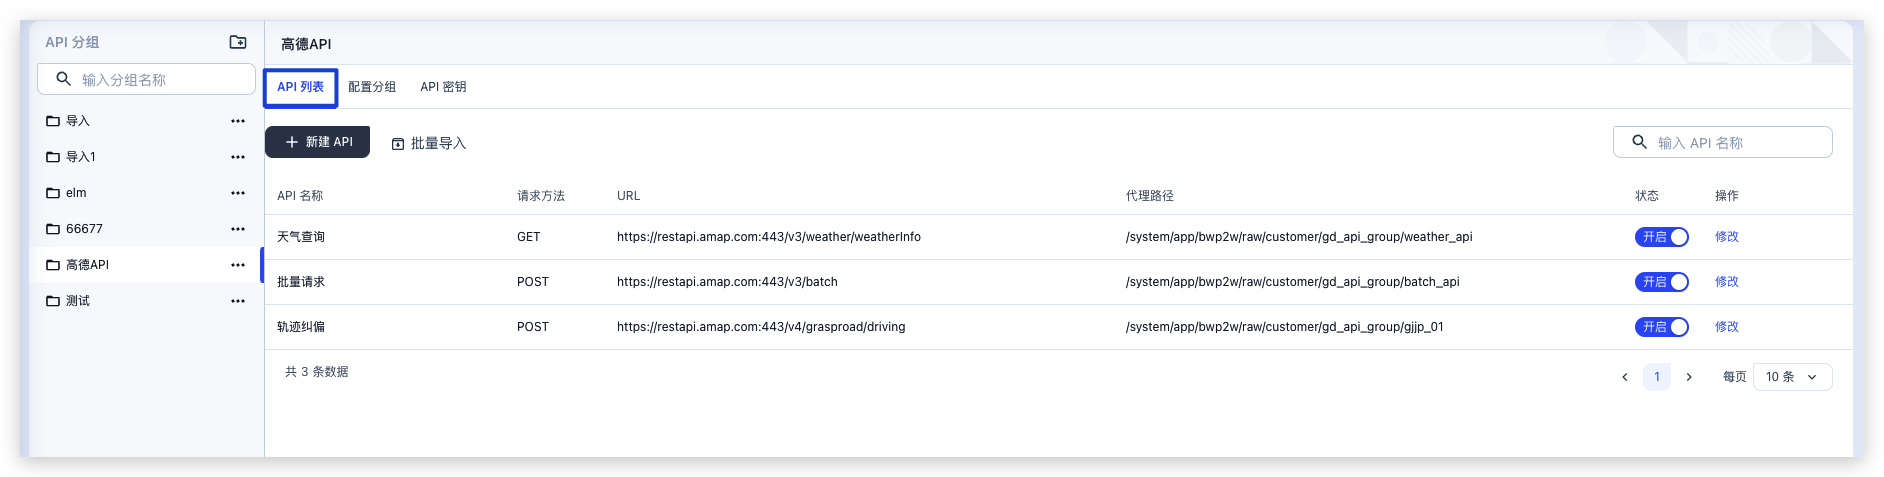 API 分组
输入分组名称
导入
导入1
elm
66677
高德API
测试
高德API
API 列表 配置分组 API 密钥
新建 API 批量导入 输入 API 名称
API 名称 请求方法 URL 代理路径 状态 操作
天气查询 GET https://restapi.amap.com:443/v3/weather/weatherInfo /system/app/bwp2w/raw/customer/gd_api_group/weather_api 开启 修改
批量请求 POST https://restapi.amap.com:443/v3/batch /system/app/bwp2w/raw/customer/gd_api_group/batch_api 开启 修改
轨迹纠偏 POST https://restapi.amap.com:443/v4/grasproad/driving /system/app/bwp2w/raw/customer/gd_api_group/gjjp_01 开启 修改
共 3 条数据 1 每页 10 条